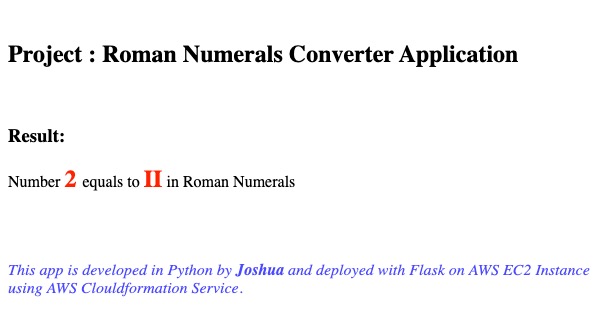 Project : Roman Numerals Converter Application
Result:
Number 2 equals to II in Roman Numerals
This app is developed in Python by Joshua and deployed with Flask on AWS EC2 Instance
using AWS Clouldformation Service.